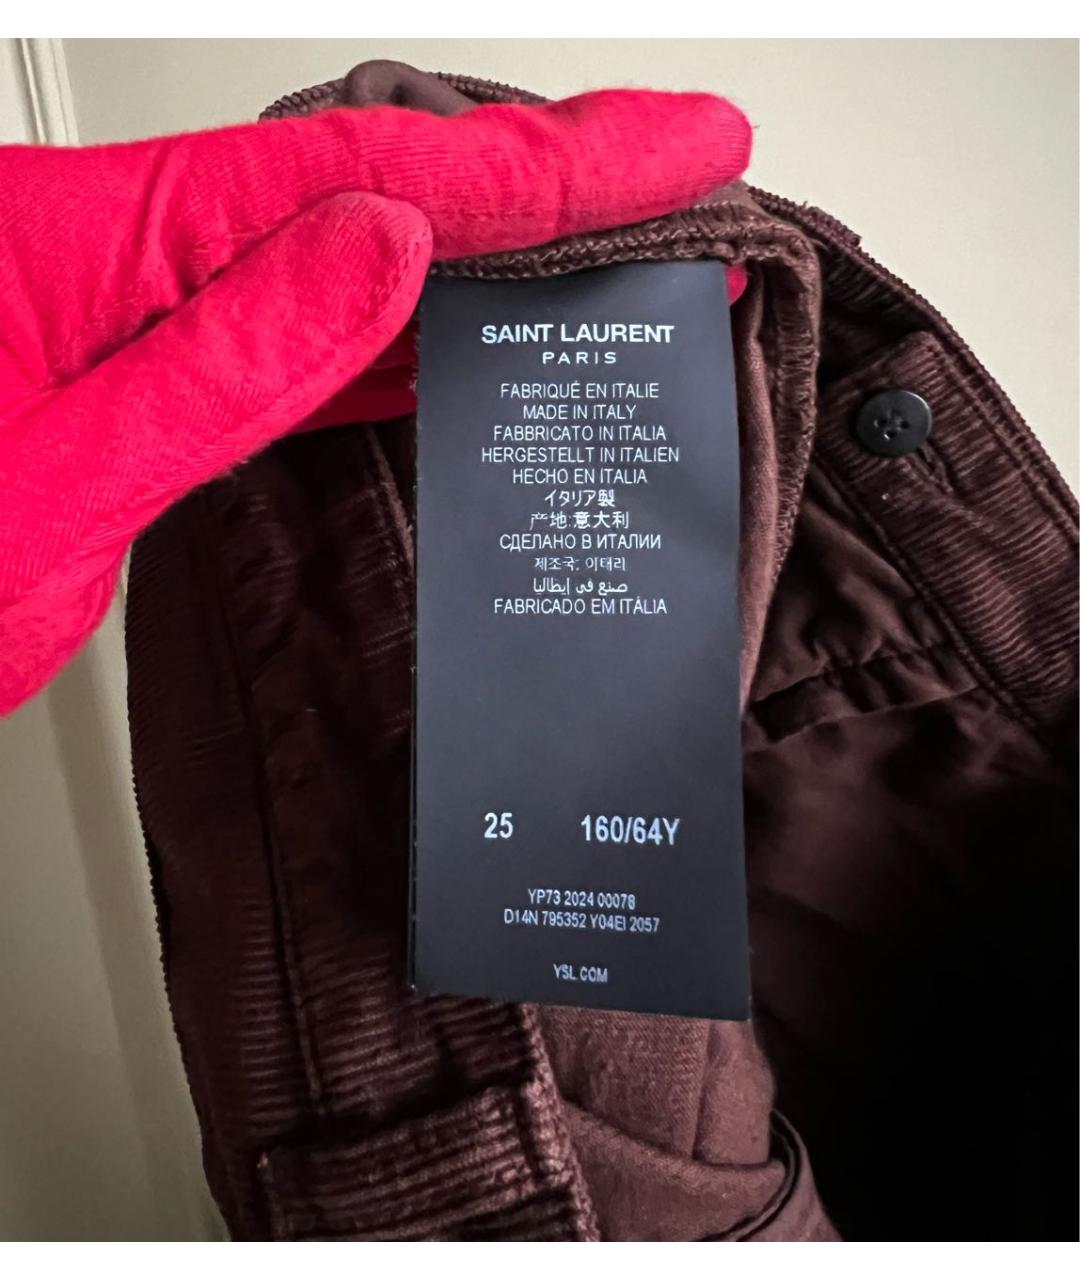 SAINT LAURENT
PARIS
FABRIQUÉ EN ITALIE
MADE IN ITALY
FABBRICATO IN ITALIA
HERGESTELLT IN ITALIEN
HECHO EN ITALIA
イタリア製
产地:意大利
СДЕЛАНО В ИТАЛИИ
제조국: 이태리
صنع في إيطاليا
FABRICADO EM ITÁLIA
25 160/64Y
YP73 2024 00078
D14N 795352 Y04EI 2057
YSL.COM